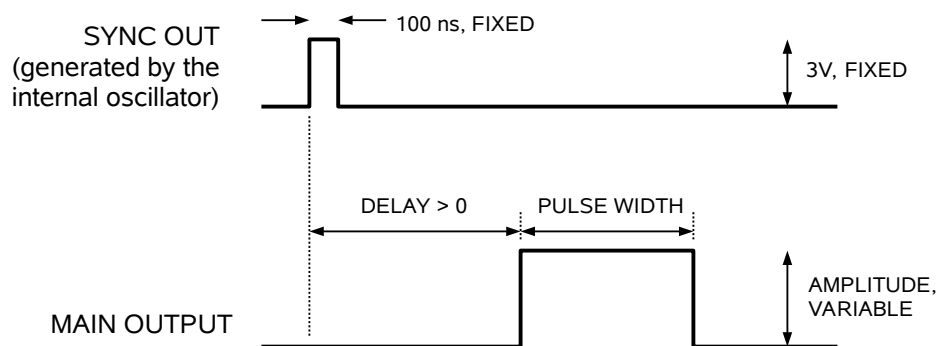 SYNC OUT
(generated by the
internal oscillator)
100 ns, FIXED
3V, FIXED
DELAY > 0
PULSE WIDTH
AMPLITUDE,
VARIABLE
MAIN OUTPUT